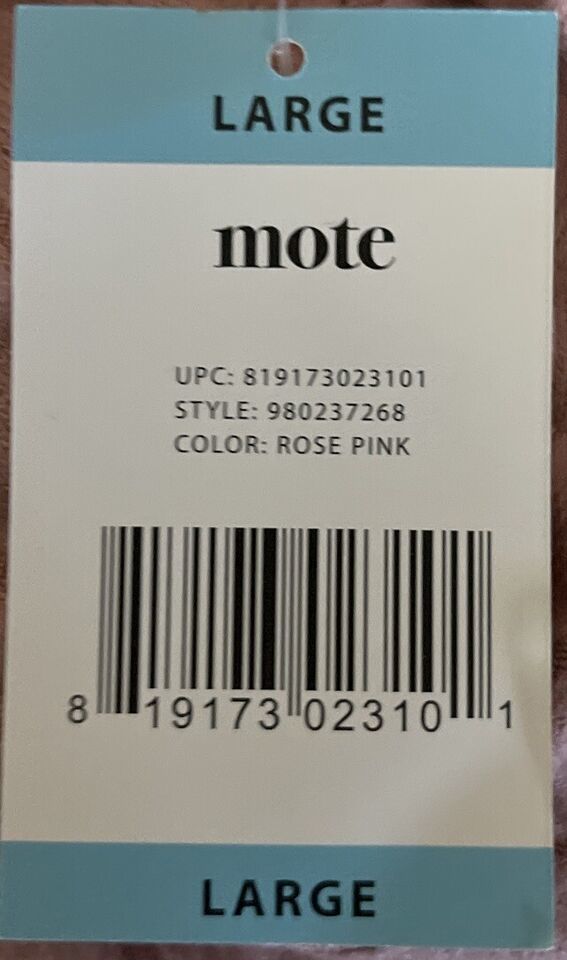 LARGE
mote
UPC: 819173023101
STYLE: 980237268
COLOR: ROSE PINK
8 19173 02310 1
LARGE